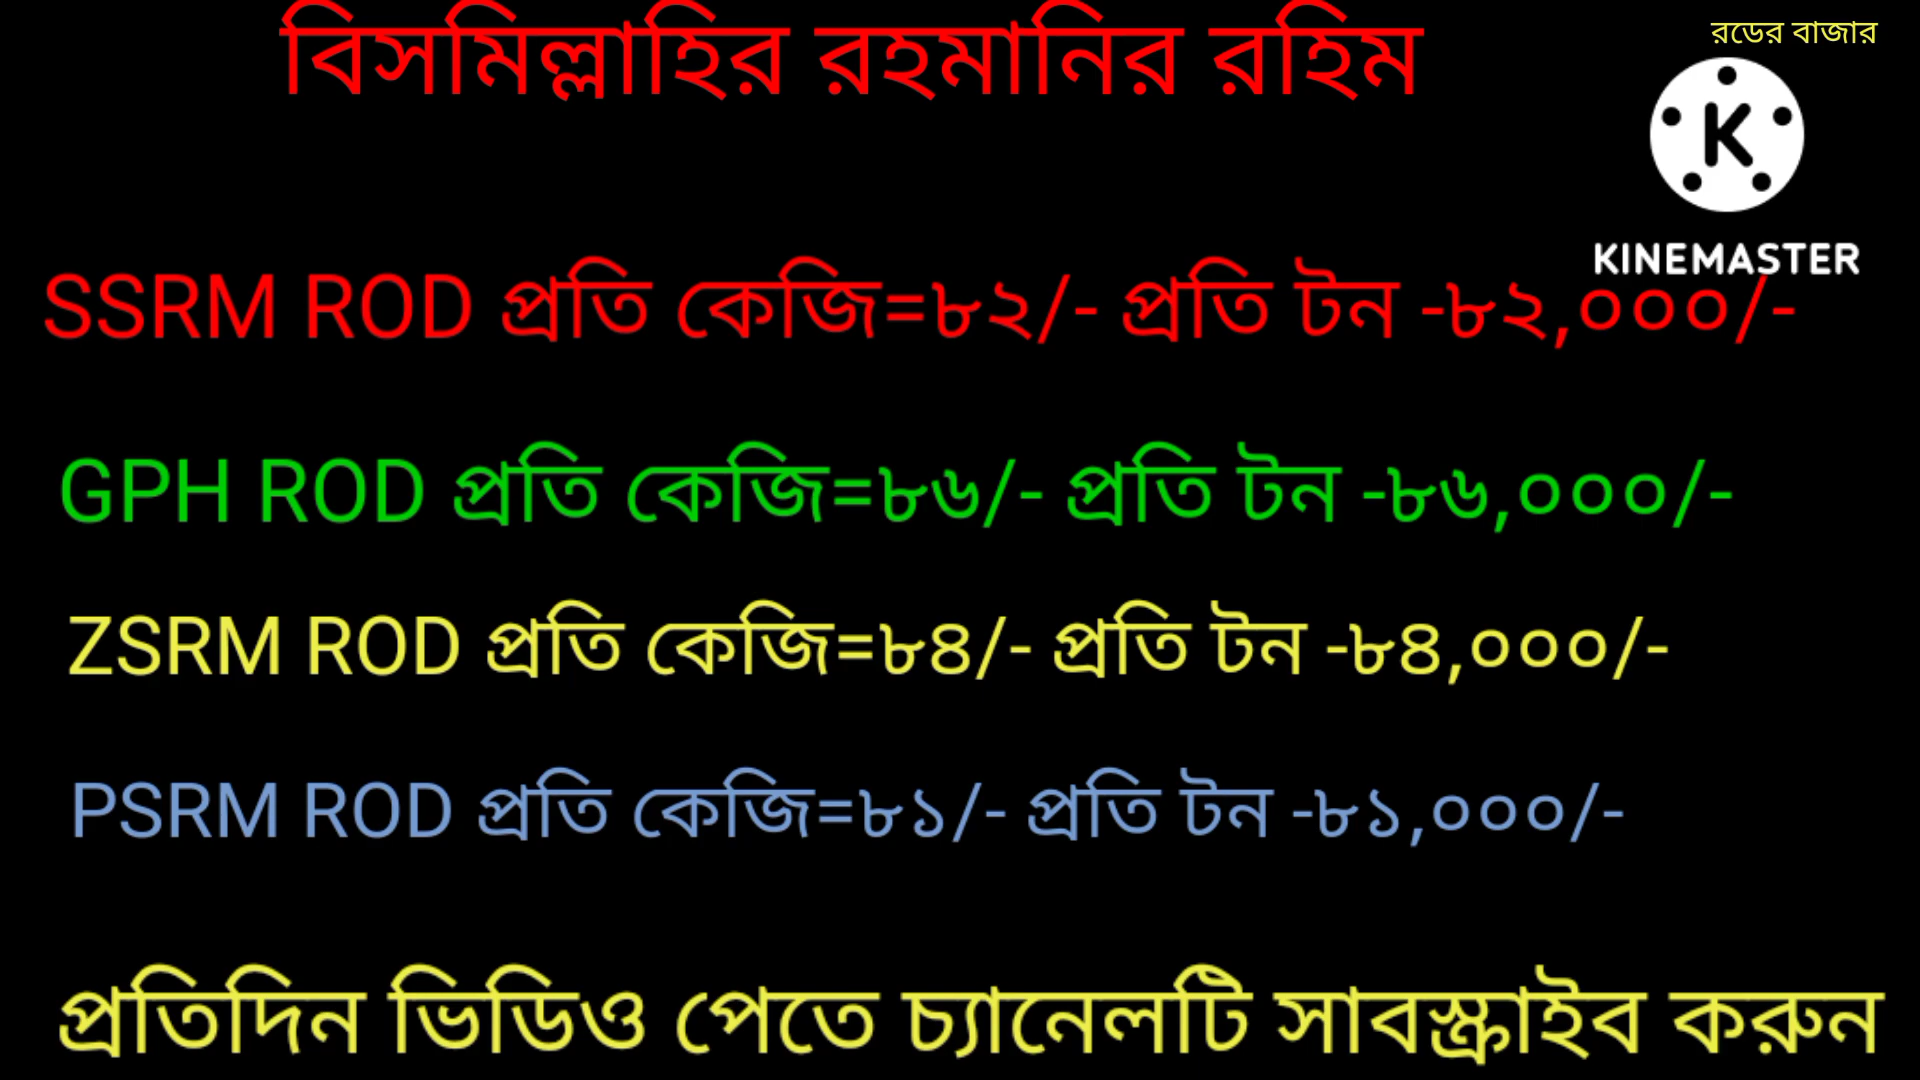 রডের বাজার
বিসমিল্লাহির রহমানির রহিম
K
KINEMASTER
SSRM ROD প্রতি কেজি=৮২/- প্রতি টন -৮২,০০০/-
GPH ROD প্রতি কেজি=৮৬/- প্রতি টন -৮৬,০০০/-
ZSRM ROD প্রতি কেজি=৮৪/- প্রতি টন -৮৪,০০০/-
PSRM ROD প্রতি কেজি=৮১/- প্রতি টন -৮১,০০০/-
প্রতিদিন ভিডিও পেতে চ্যানেলটি সাবস্ক্রাইব করুন